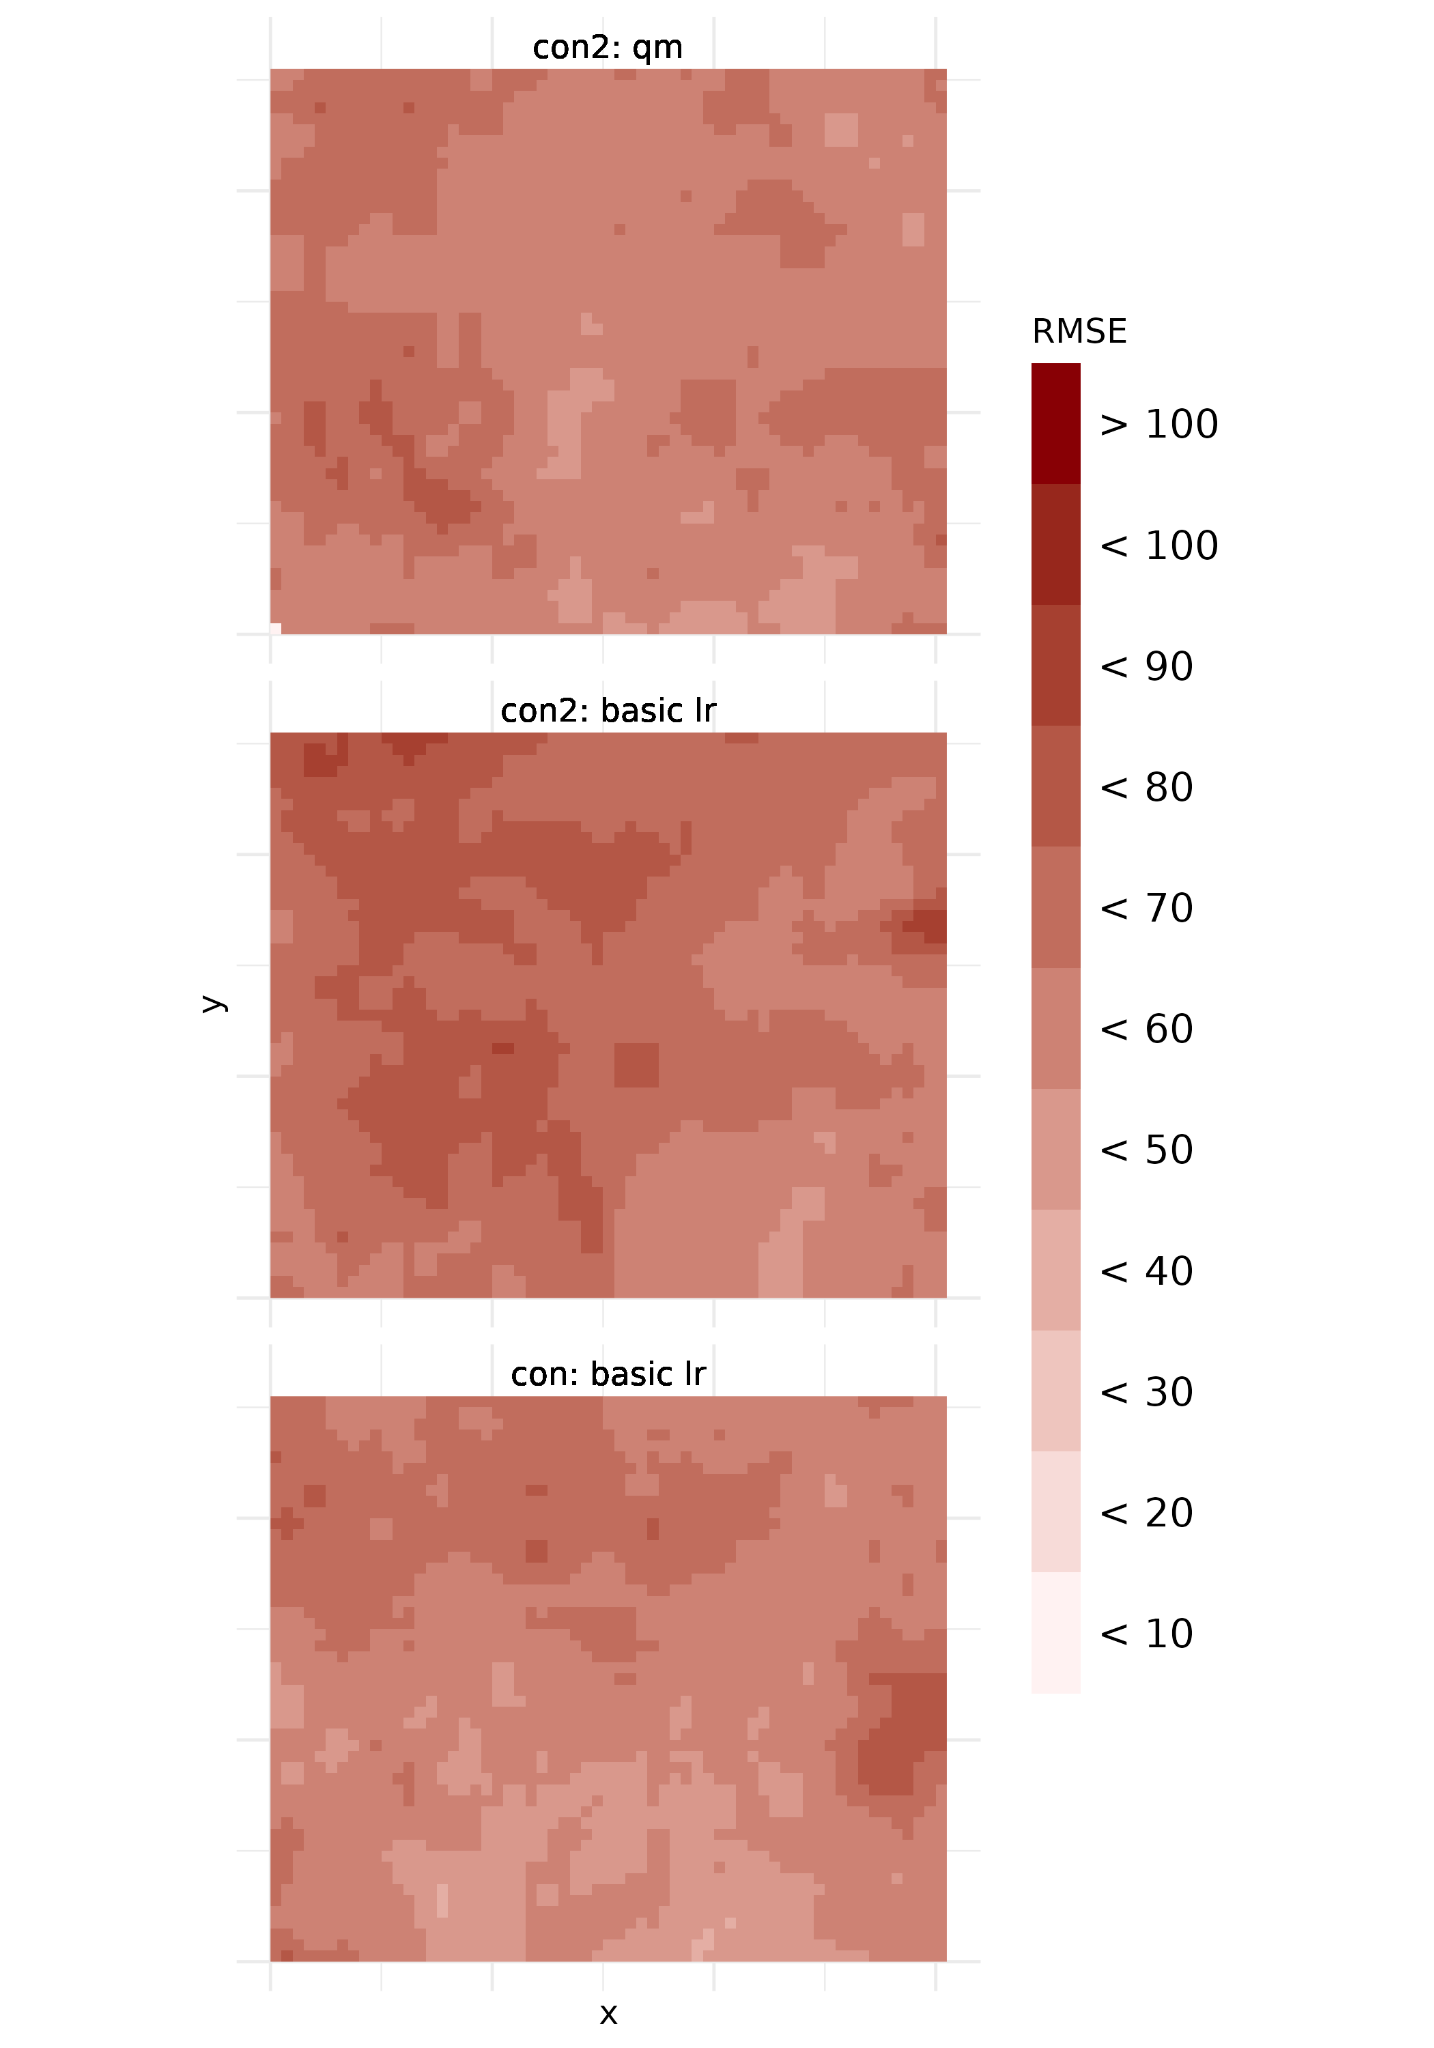 con2: qm
RMSE
> 100
< 100
< 90
con2: basic lr
< 80
< 70
y
< 60
< 50
< 40
con: basic lr
< 30
< 20
< 10
x